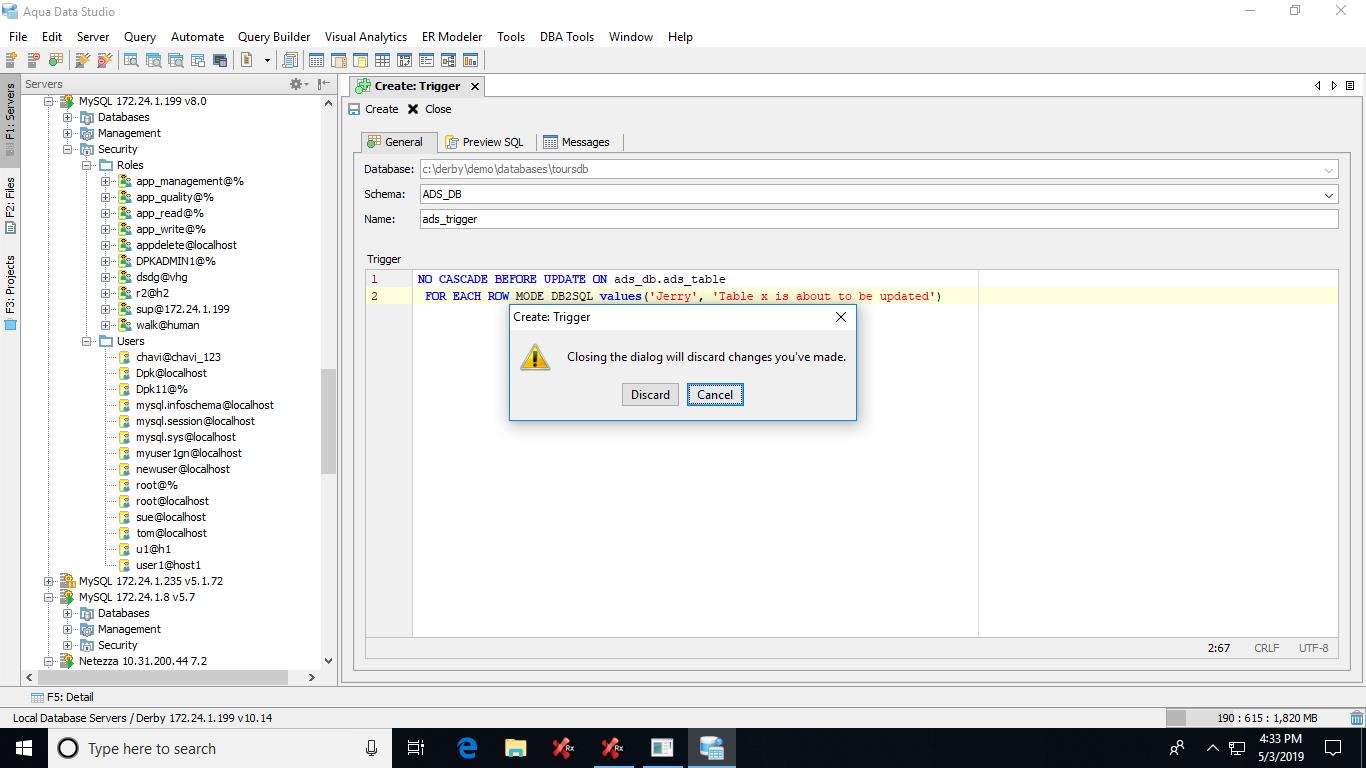 Aqua Data Studio
File Edit Server Query Automate Query Builder Visual Analytics ER Modeler Tools DBA Tools Window Help
F1: Servers
F2: Files
F3: Projects
Servers
MySQL 172.24.1.199 v8.0
Databases
Management
Security
Roles
app_management@%
app_quality@%
app_read@%
app_write@%
appdelete@localhost
DPKADMIN1@%
dsdg@vhg
r2@h2
sup@172.24.1.199
walk@human
Users
chavi@chavi_123
Dpk@localhost
Dpk11@%
mysql.infoschema@localhost
mysql.session@localhost
mysql.sys@localhost
myuser1gn@localhost
newuser@localhost
root@%
root@localhost
sue@localhost
tom@localhost
u1@h1
user1@host1
MySQL 172.24.1.235 v5.1.72
MySQL 172.24.1.8 v5.7
Databases
Management
Security
Netezza 10.31.200.44 7.2
Create: Trigger
Create Close
General Preview SQL Messages
Database: c:\derby\demo\databases\toursdb
Schema: ADS_DB
Name: ads_trigger
Trigger
1 NO CASCADE BEFORE UPDATE ON ads_db.ads_table
2 FOR EACH ROW MODE DB2SQL values('Jerry', 'Table x is about to be updated')
Create: Trigger
Closing the dialog will discard changes you've made.
Discard Cancel
2:67 CRLF UTF-8
F5: Detail
Local Database Servers / Derby 172.24.1.199 v10.14
190 : 615 : 1,820 MB
Type here to search
Rx
Rx
4:33 PM
5/3/2019